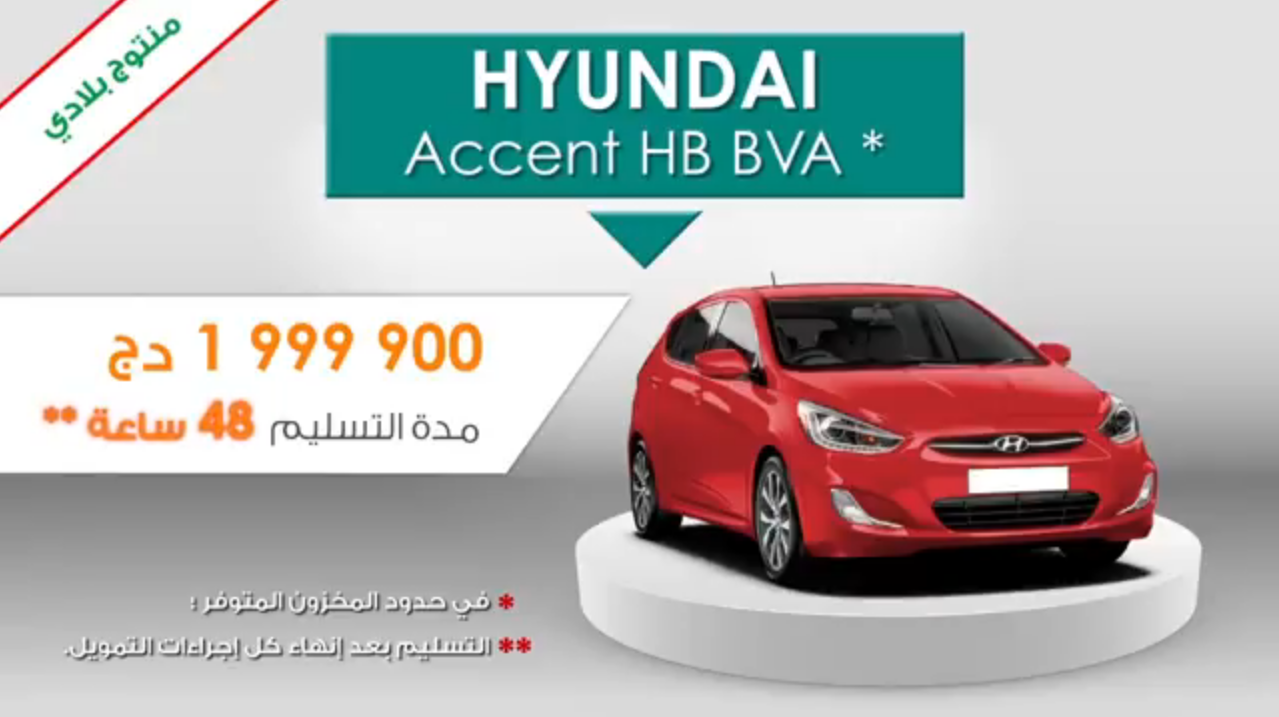 منتوج بلادي
HYUNDAI
Accent HB BVA *
1 999 900 دج
مدة التسليم 48 ساعة **
* في حدود المخزون المتوفر ؛
** التسليم بعد إنهاء كل إجراءات التمويل.